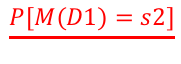 P[M(D1) = s2]